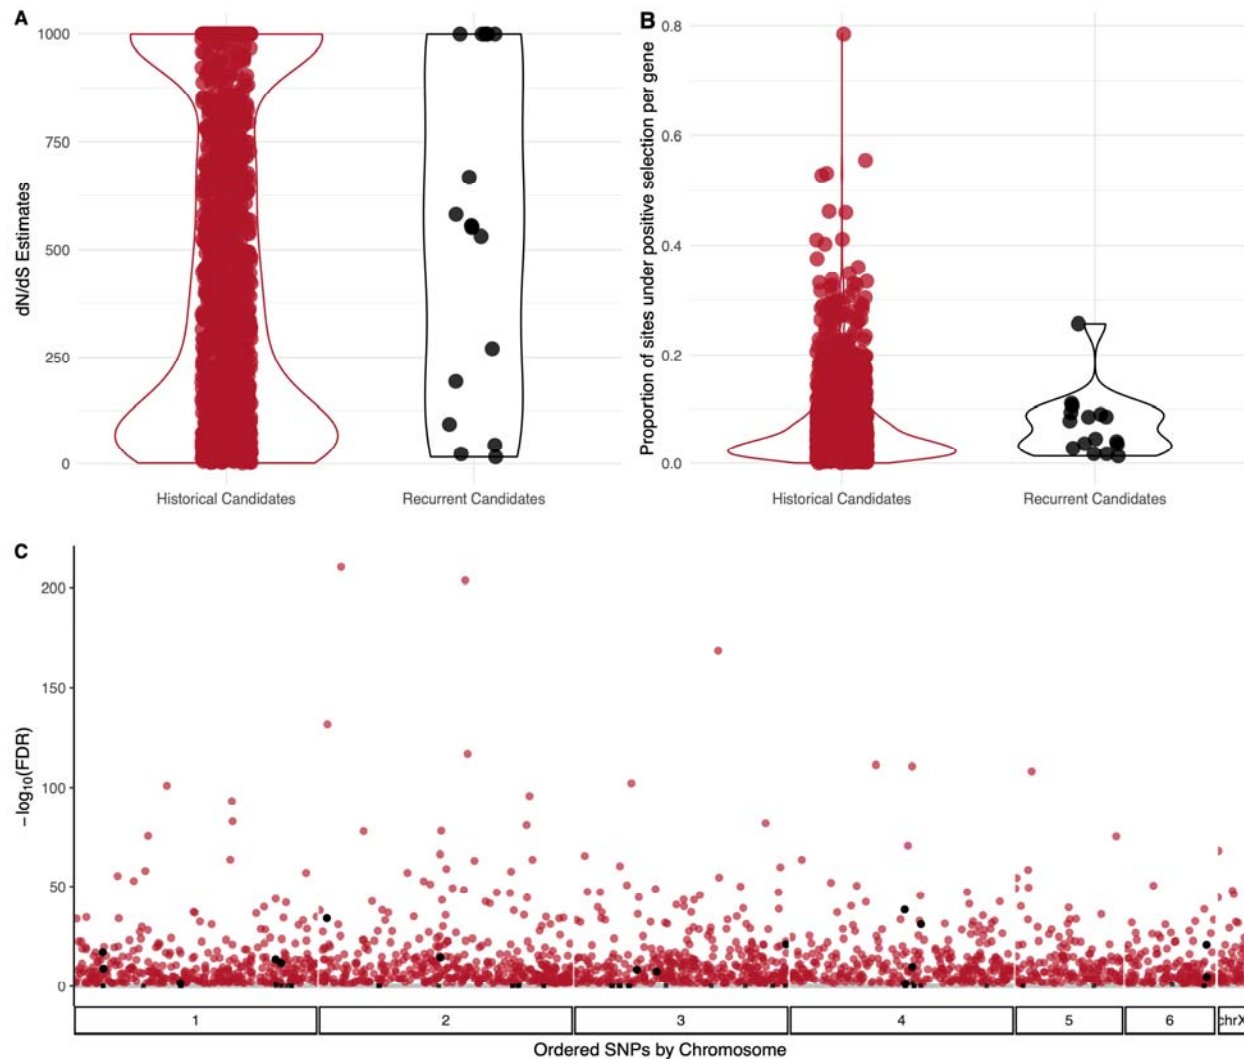 A
1000
750
500
250
0
dN/dS Estimates
Historical Candidates
Recurrent Candidates
B
0.8
0.6
0.4
0.2
0.0
Proportion of sites under positive selection per gene
Historical Candidates
Recurrent Candidates
C
200
150
100
50
0
−log₁₀(FDR)
1 2 3 4 5 6 chrX
Ordered SNPs by Chromosome